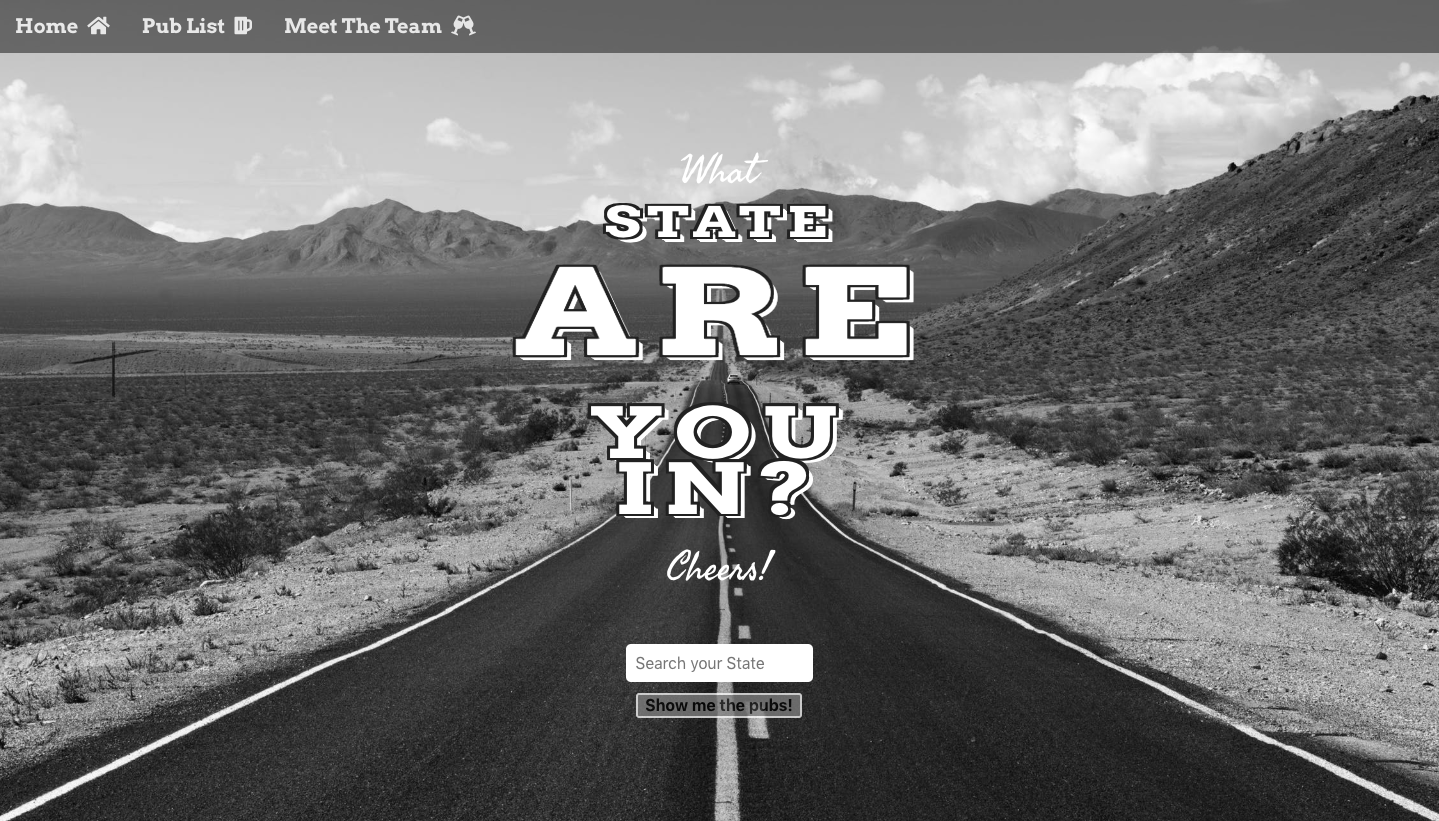 Home Pub List Meet The Team
What
STATE
ARE
YOU
IN?
Cheers!
Search your State
Show me the pubs!